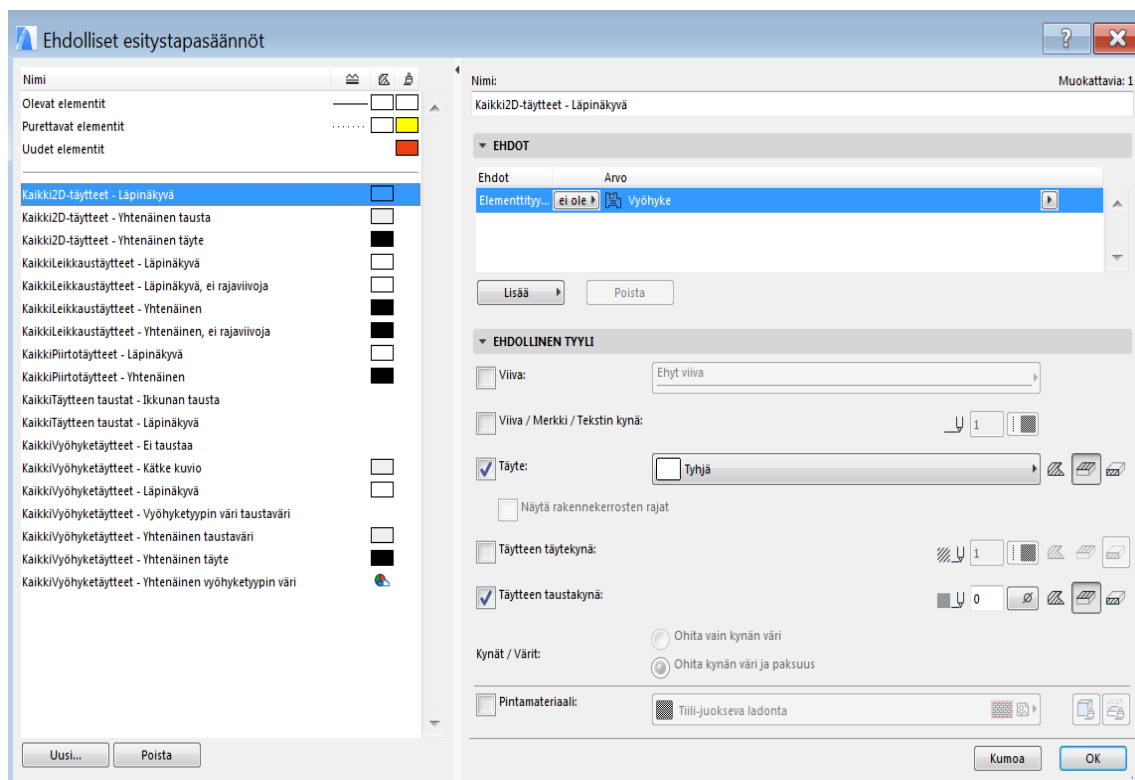 Ehdolliset esitystapasäännöt
Nimi
Olevat elementit
Purettavat elementit
Uudet elementit
Kaikki2D-täytteet - Läpinäkyvä
Kaikki2D-täytteet - Yhtenäinen tausta
Kaikki2D-täytteet - Yhtenäinen täyte
KaikkiLeikkaustäytteet - Läpinäkyvä
KaikkiLeikkaustäytteet - Läpinäkyvä, ei rajaviivoja
KaikkiLeikkaustäytteet - Yhtenäinen
KaikkiLeikkaustäytteet - Yhtenäinen, ei rajaviivoja
KaikkiPiirtotäytteet - Läpinäkyvä
KaikkiPiirtotäytteet - Yhtenäinen
KaikkiTäytteen taustat - Ikkunan tausta
KaikkiTäytteen taustat - Läpinäkyvä
KaikkiVyöhyketäytteet - Ei taustaa
KaikkiVyöhyketäytteet - Kätke kuvio
KaikkiVyöhyketäytteet - Läpinäkyvä
KaikkiVyöhyketäytteet - Vyöhyketyypin väri taustaväri
KaikkiVyöhyketäytteet - Yhtenäinen taustaväri
KaikkiVyöhyketäytteet - Yhtenäinen täyte
KaikkiVyöhyketäytteet - Yhtenäinen vyöhyketyypin väri
Uusi... Poista
Nimi: Muokattavia: 1
Kaikki2D-täytteet - Läpinäkyvä
EHDOT
Ehdot Arvo
Elementtityy... ei ole Vyöhyke
Lisää Poista
EHDOLLINEN TYYLI
Viiva: Ehyt viiva
Viiva / Merkki / Tekstin kynä: 1
Täyte: Tyhjä
Näytä rakennekerrosten rajat
Täytteen täytekynä: 1
Täytteen taustakynä: 0
Kynät / Värit: Ohita vain kynän väri
Ohita kynän väri ja paksuus
Pintamateriaali: Tiili-juokseva ladonta
Kumoa OK